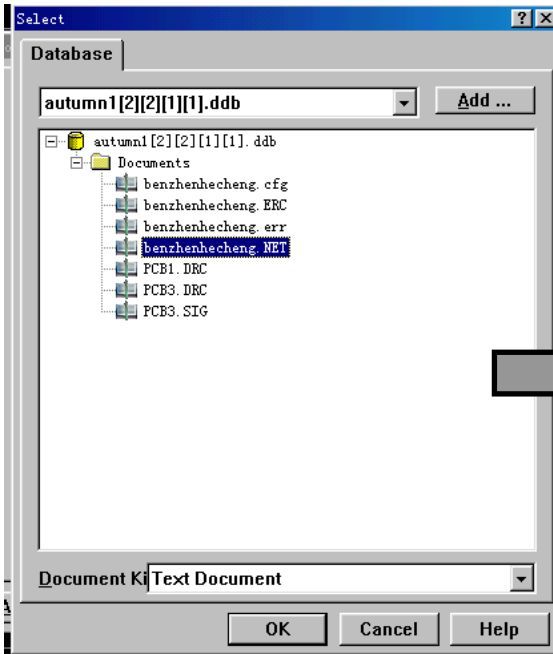 Select
Database
autumn1[2][2][1][1].ddb
Add ...
autumn1[2][2][1][1].ddb
Documents
benzhenhecheng.cfg
benzhenhecheng.ERC
benzhenhecheng.err
benzhenhecheng.NET
PCB1.DRC
PCB3.DRC
PCB3.SIG
Document Ki Text Document
OK Cancel Help